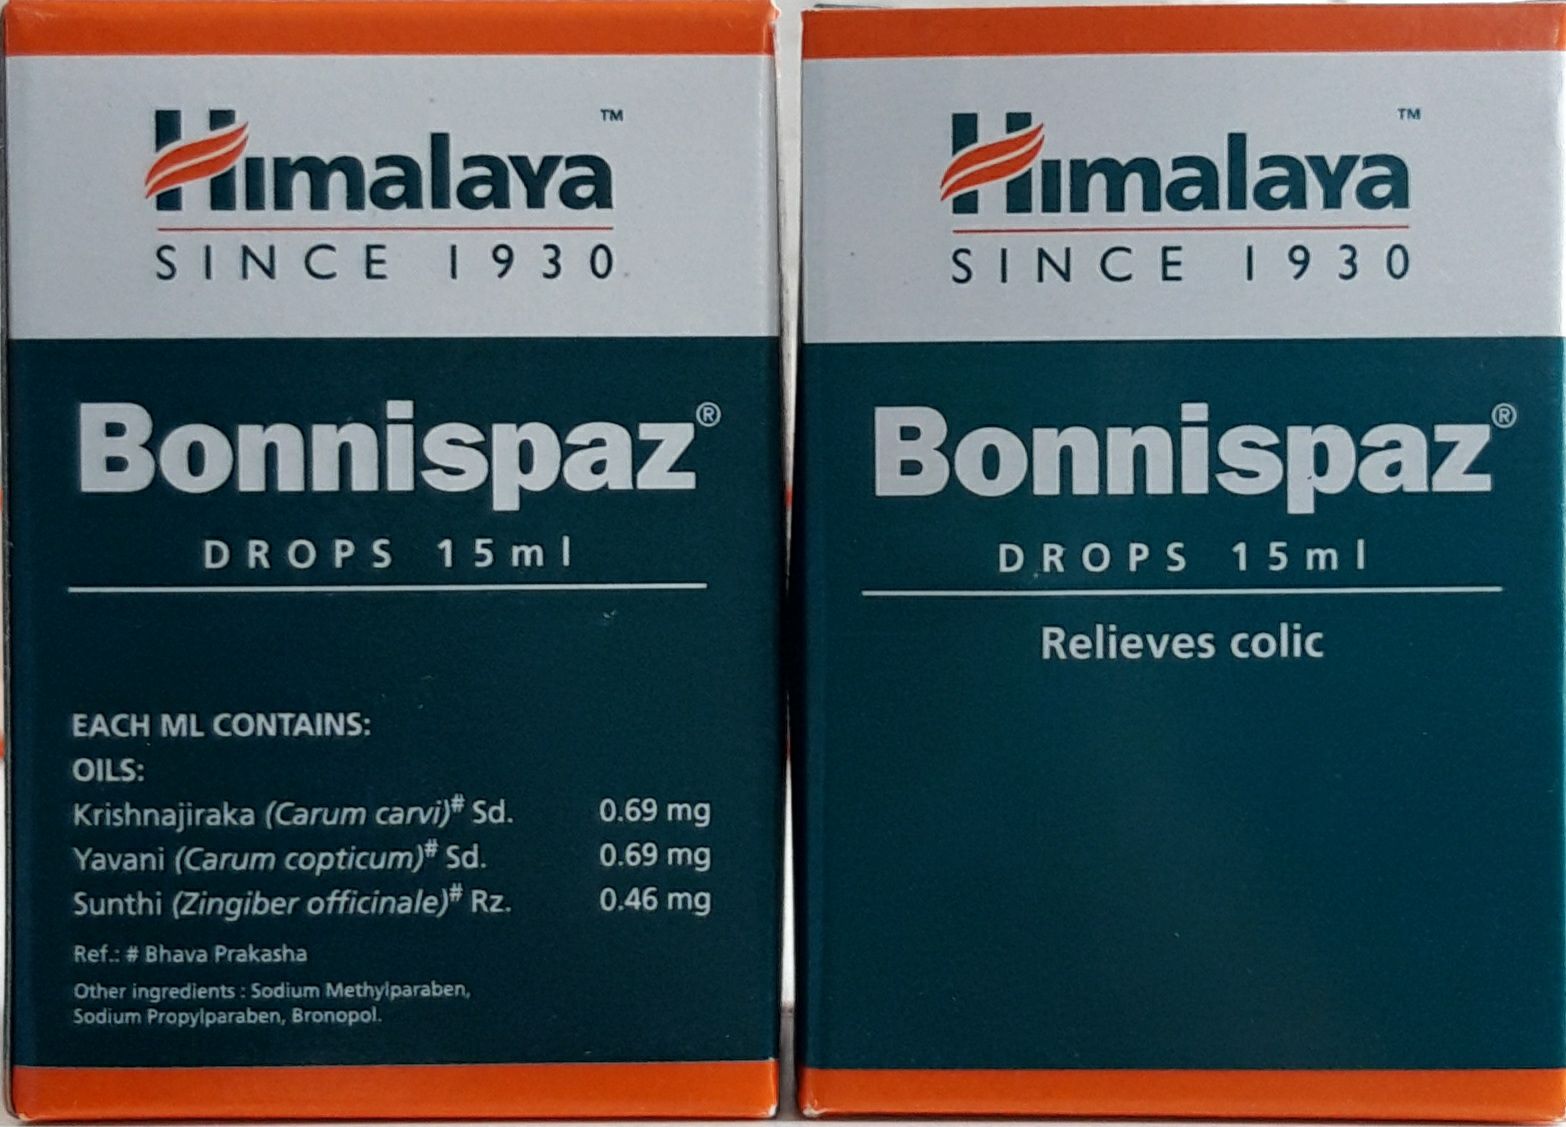 Himalaya™
SINCE 1930
Bonnispaz®
DROPS 15ml
EACH ML CONTAINS:
OILS:
Krishnajiraka (Carum carvi)# Sd. 0.69 mg
Yavani (Carum copticum)# Sd. 0.69 mg
Sunthi (Zingiber officinale)# Rz. 0.46 mg
Ref.: # Bhava Prakasha
Other ingredients : Sodium Methylparaben,
Sodium Propylparaben, Bronopol.
Himalaya™
SINCE 1930
Bonnispaz®
DROPS 15ml
Relieves colic